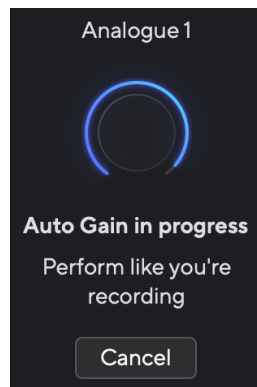 Analogue 1
Auto Gain in progress
Perform like you're
recording
Cancel